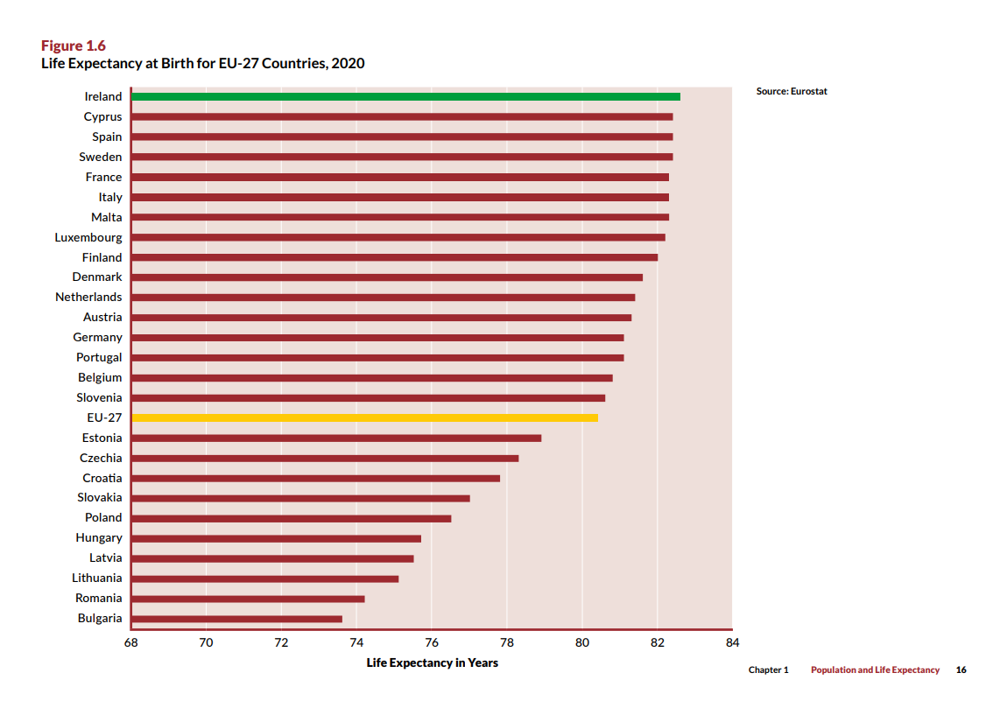 Figure 1.6
Life Expectancy at Birth for EU-27 Countries, 2020
Source: Eurostat
Ireland
Cyprus
Spain
Sweden
France
Italy
Malta
Luxembourg
Finland
Denmark
Netherlands
Austria
Germany
Portugal
Belgium
Slovenia
EU-27
Estonia
Czechia
Croatia
Slovakia
Poland
Hungary
Latvia
Lithuania
Romania
Bulgaria
68 70 72 74 76 78 80 82 84
Life Expectancy in Years
Chapter 1 Population and Life Expectancy 16